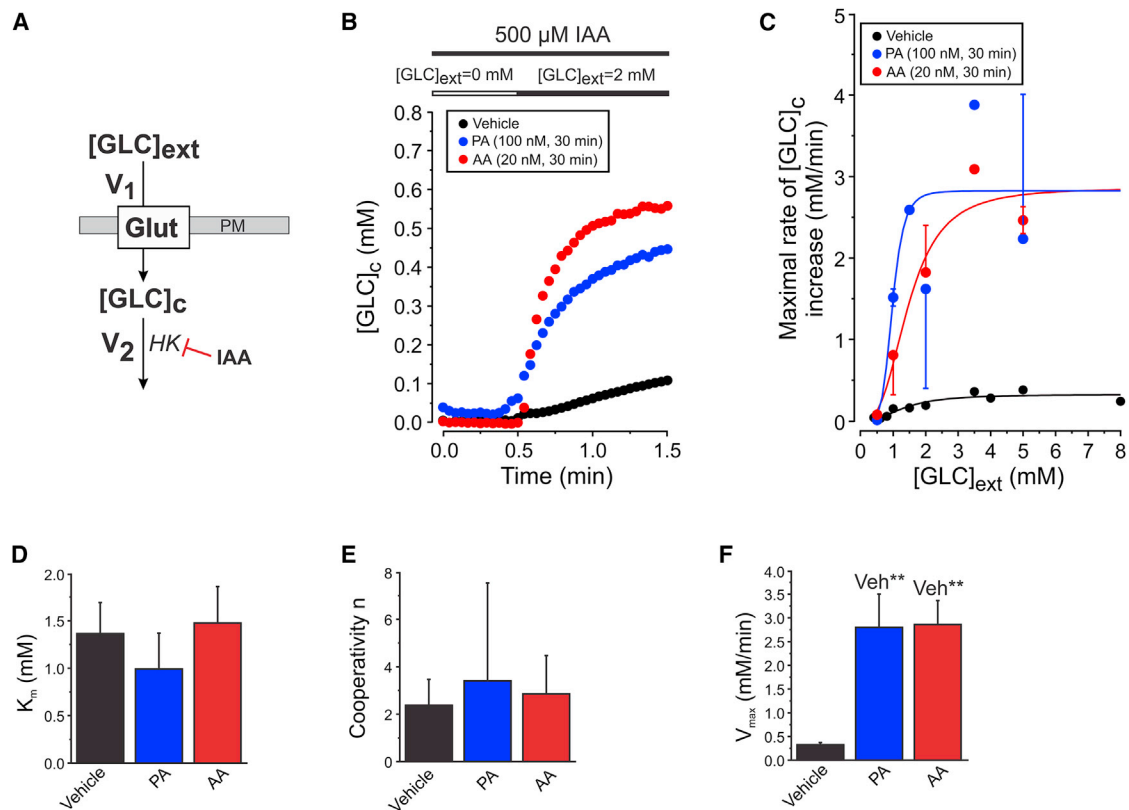 A
[GLC]ext
V1
Glut
PM
[GLC]c
V2
HK
IAA
B
500 µM IAA
[GLC]ext=0 mM
[GLC]ext=2 mM
Vehicle
PA (100 nM, 30 min)
AA (20 nM, 30 min)
[GLC]c (mM)
0.8
0.7
0.6
0.5
0.4
0.3
0.2
0.1
0.0
0.0
0.5
1.0
1.5
Time (min)
C
Vehicle
PA (100 nM, 30 min)
AA (20 nM, 30 min)
Maximal rate of [GLC]c
increase (mM/min)
5
4
3
2
1
0
0
1
2
3
4
5
6
7
8
[GLC]ext (mM)
D
Km (mM)
2.0
1.5
1.0
0.5
0.0
Vehicle
PA
AA
E
Cooperativity n
8
6
4
2
0
Vehicle
PA
AA
F
Vmax (mM/min)
4.0
3.5
3.0
2.5
2.0
1.5
1.0
0.5
0.0
Veh**
Veh**
Vehicle
PA
AA